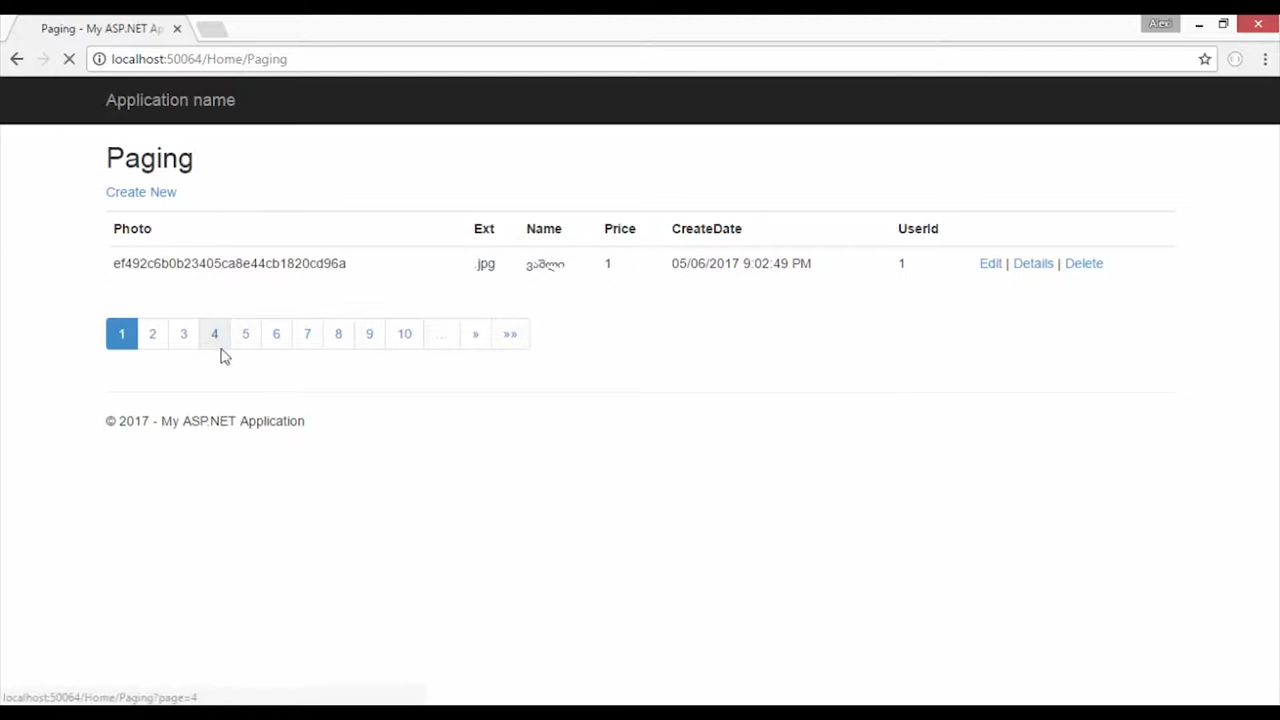 Paging - My ASP.NET Ap
Alexi
localhost:50064/Home/Paging
Application name
Paging
Create New
Photo Ext Name Price CreateDate UserId
ef492c6b0b23405ca8e44cb1820cd96a .jpg ვაშლი 1 05/06/2017 9:02:49 PM 1 Edit | Details | Delete
1 2 3 4 5 6 7 8 9 10 … » »»
© 2017 - My ASP.NET Application
localhost:50064/Home/Paging?page=4